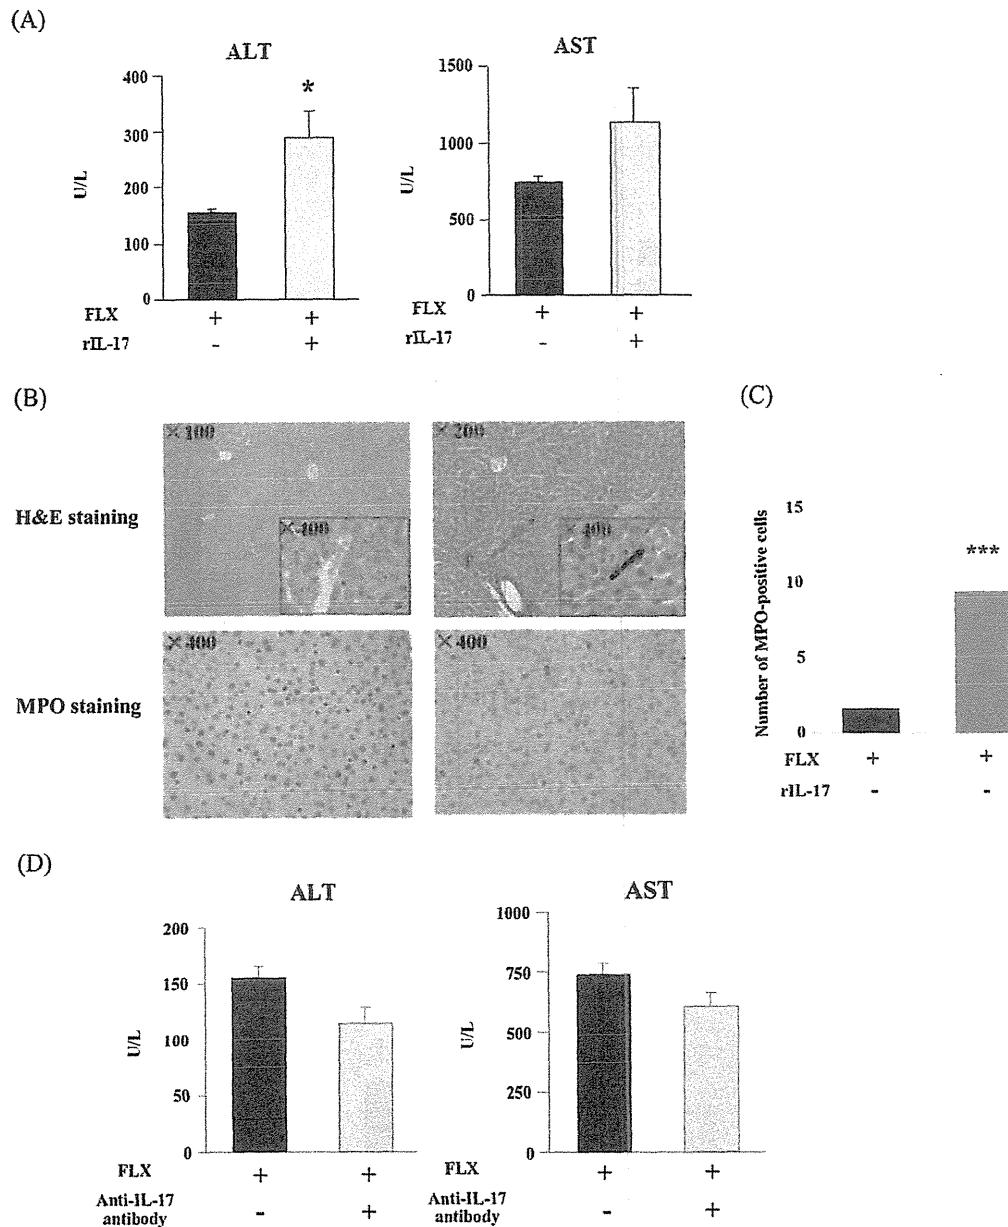 (A)
ALT
400
300
200
100
0
U/L
*
FLX + +
rIL-17 - +
AST
1500
1000
500
0
U/L
FLX + +
rIL-17 - +
(B)
H&E staining
× 100
× 400
× 200
× 400
MPO staining
× 400
× 400
(C)
Number of MPO-positive cells
15
10
5
0
***
FLX + +
rIL-17 - -
(D)
ALT
200
150
100
50
0
U/L
FLX + +
Anti-IL-17
antibody - +
AST
1000
750
500
250
0
U/L
FLX + +
Anti-IL-17
antibody - +